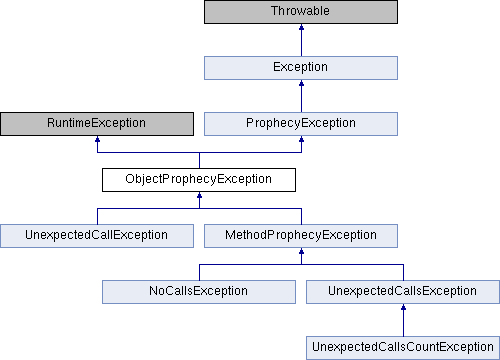 Throwable
Exception
RuntimeException
ProphecyException
ObjectProphecyException
UnexpectedCallException
MethodProphecyException
NoCallsException
UnexpectedCallsException
UnexpectedCallsCountException